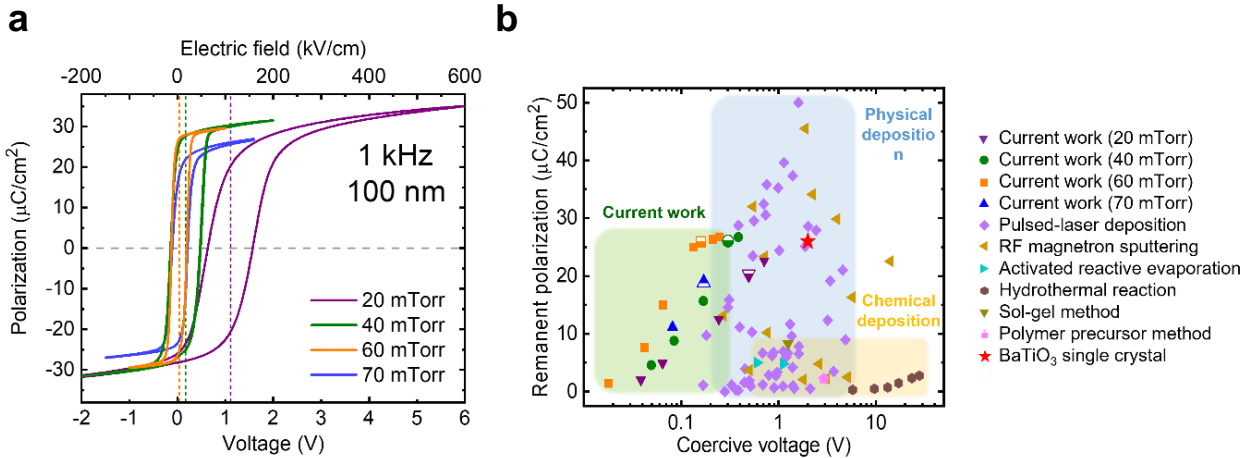 a
Electric field (kV/cm)
-200 0 200 400 600
Polarization (μC/cm²)
30
20
10
0
-10
-20
-30
1 kHz
100 nm
20 mTorr
40 mTorr
60 mTorr
70 mTorr
-2 -1 0 1 2 3 4 5 6
Voltage (V)
b
Remanent polarization (μC/cm²)
50
40
30
20
10
0
Physical
depositio
n
Current work
Chemical
deposition
0.1 1 10
Coercive voltage (V)
Current work (20 mTorr)
Current work (40 mTorr)
Current work (60 mTorr)
Current work (70 mTorr)
Pulsed-laser deposition
RF magnetron sputtering
Activated reactive evaporation
Hydrothermal reaction
Sol-gel method
Polymer precursor method
BaTiO₃ single crystal